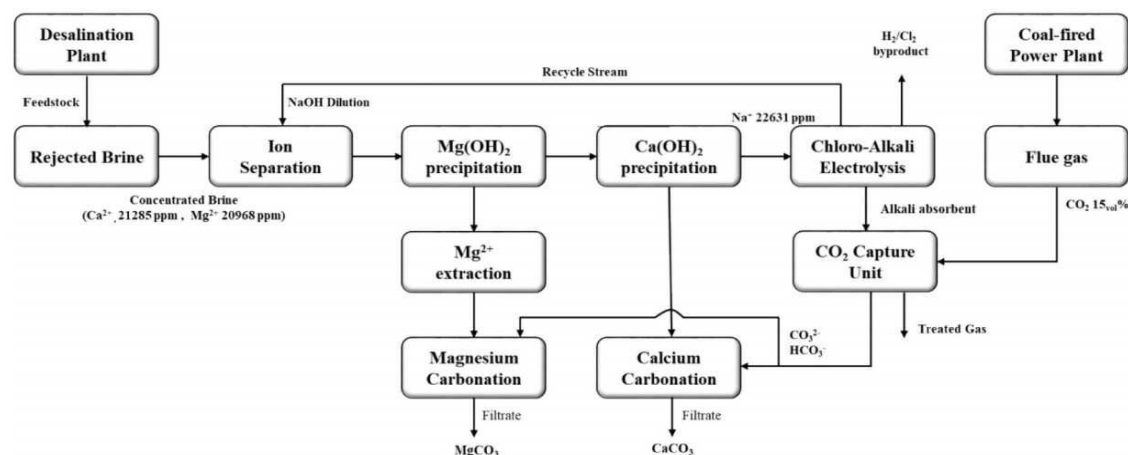 Desalination
Plant
H₂/Cl₂
byproduct
Coal-fired
Power Plant
Recycle Stream
Feedstock
NaOH Dilution
Na⁺ 22631 ppm
Rejected Brine
Ion
Separation
Mg(OH)₂
precipitation
Ca(OH)₂
precipitation
Chloro-Alkali
Electrolysis
Flue gas
Concentrated Brine
(Ca²⁺, 21285 ppm , Mg²⁺ 20968 ppm)
Alkali absorbent
CO₂ 15vol%
Mg²⁺
extraction
CO₂ Capture
Unit
Treated Gas
CO₃²⁻
HCO₃⁻
Magnesium
Carbonation
Calcium
Carbonation
Filtrate
Filtrate
MgCO₃
CaCO₃